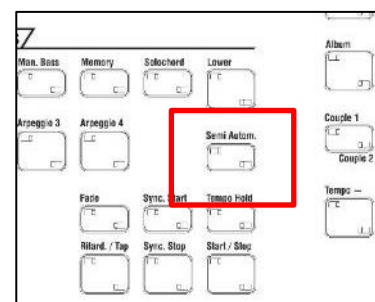 Man. Bass Memory Solochord Lower
Album
Arpeggio 3 Arpeggio 4
Semi Autom.
Couple 1
Couple 2
Fade Sync. Start Tempo Hold
Tempo –
Ritard. / Tap Sync. Stop Start / Stop